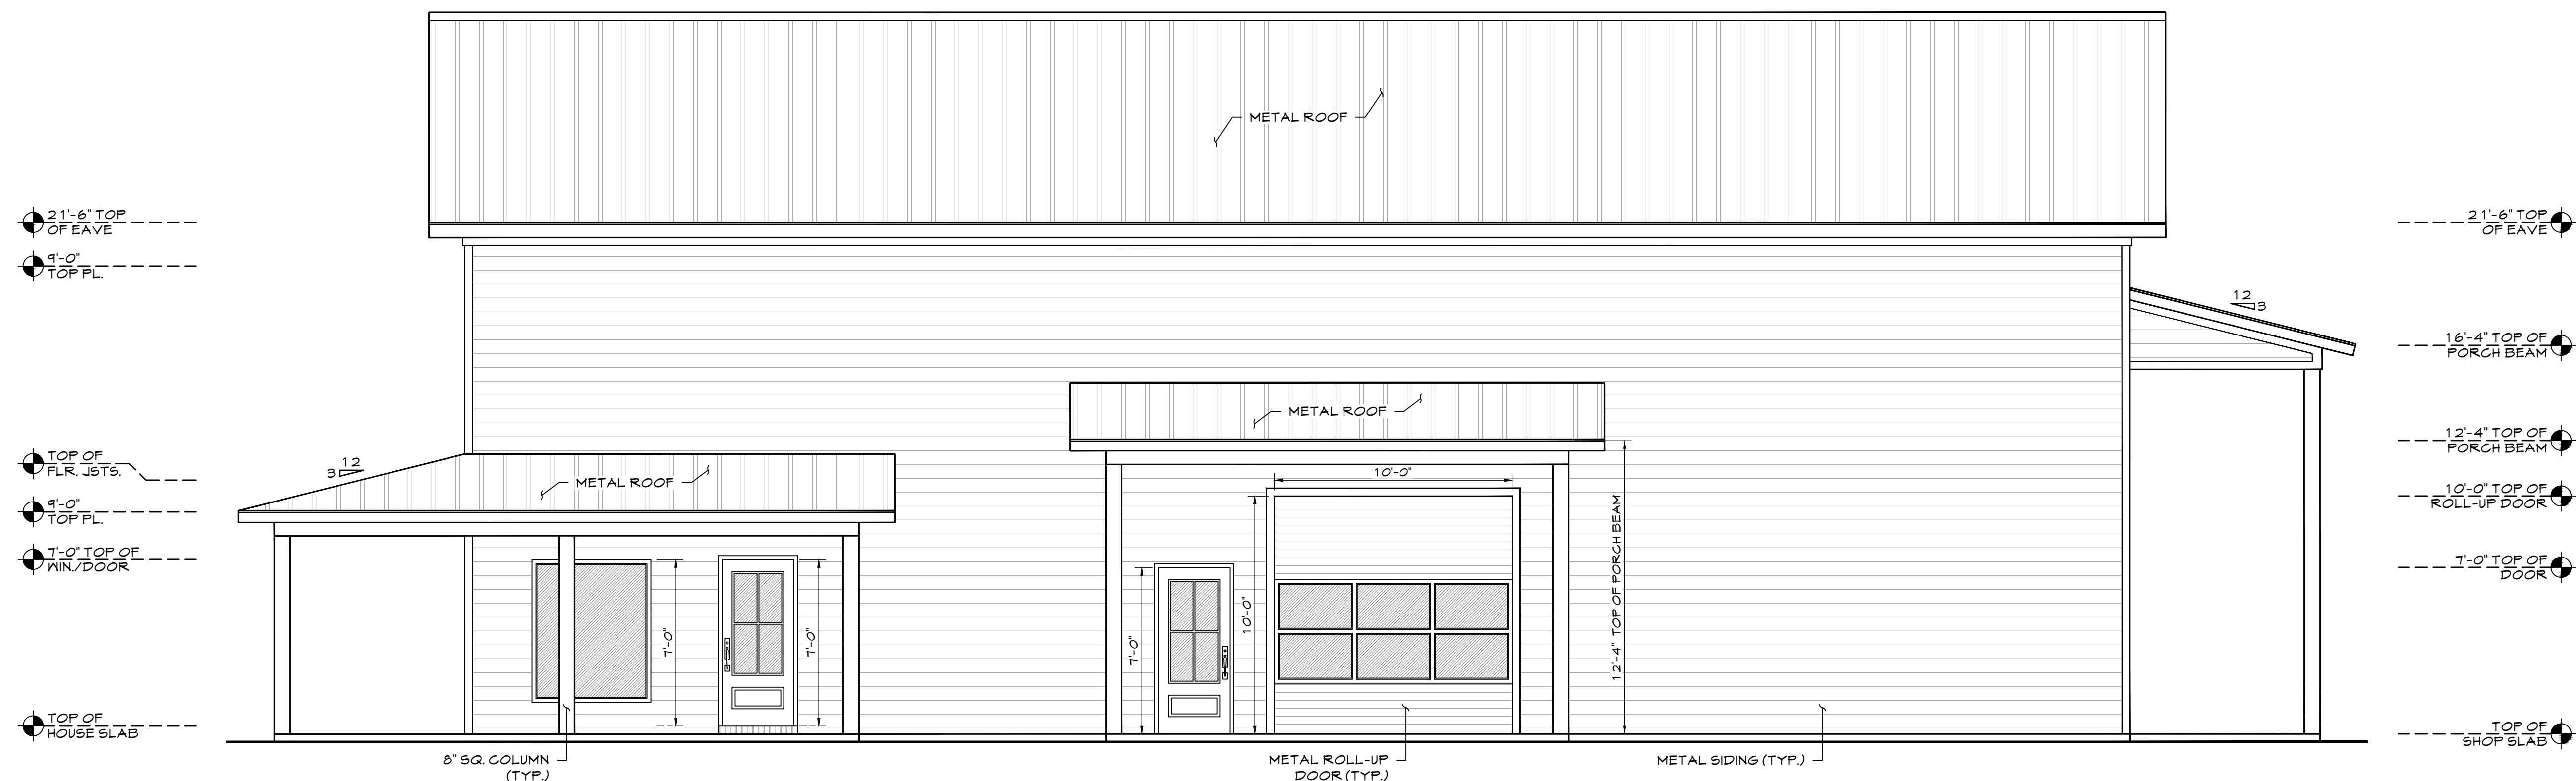 METAL ROOF
21'-6" TOP
OF EAVE
9'-0"
TOP PL.
21'-6" TOP
OF EAVE
12
3
16'-4" TOP OF
PORCH BEAM
METAL ROOF
12'-4" TOP OF
PORCH BEAM
TOP OF
FLR. JSTS.
12
3
METAL ROOF
10'-0"
10'-0" TOP OF
ROLL-UP DOOR
9'-0"
TOP PL.
7'-0" TOP OF
WIN./DOOR
7'-0"
7'-0"
7'-0"
10'-0"
12'-4" TOP OF PORCH BEAM
7'-0" TOP OF
DOOR
TOP OF
HOUSE SLAB
TOP OF
SHOP SLAB
8" SQ. COLUMN
(TYP.)
METAL ROLL-UP
DOOR (TYP.)
METAL SIDING (TYP.)